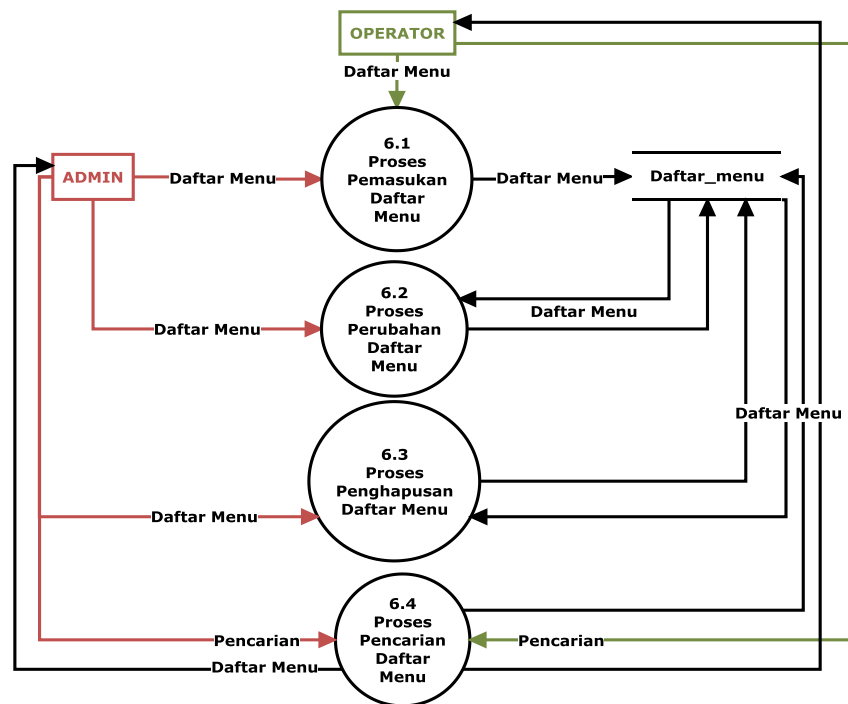 OPERATOR
Daftar Menu
6.1
Proses
Pemasukan
Daftar
Menu
ADMIN
Daftar Menu
Daftar Menu
Daftar_menu
6.2
Proses
Perubahan
Daftar
Menu
Daftar Menu
Daftar Menu
Daftar Menu
6.3
Proses
Penghapusan
Daftar Menu
Daftar Menu
6.4
Proses
Pencarian
Daftar
Menu
Pencarian
Pencarian
Daftar Menu